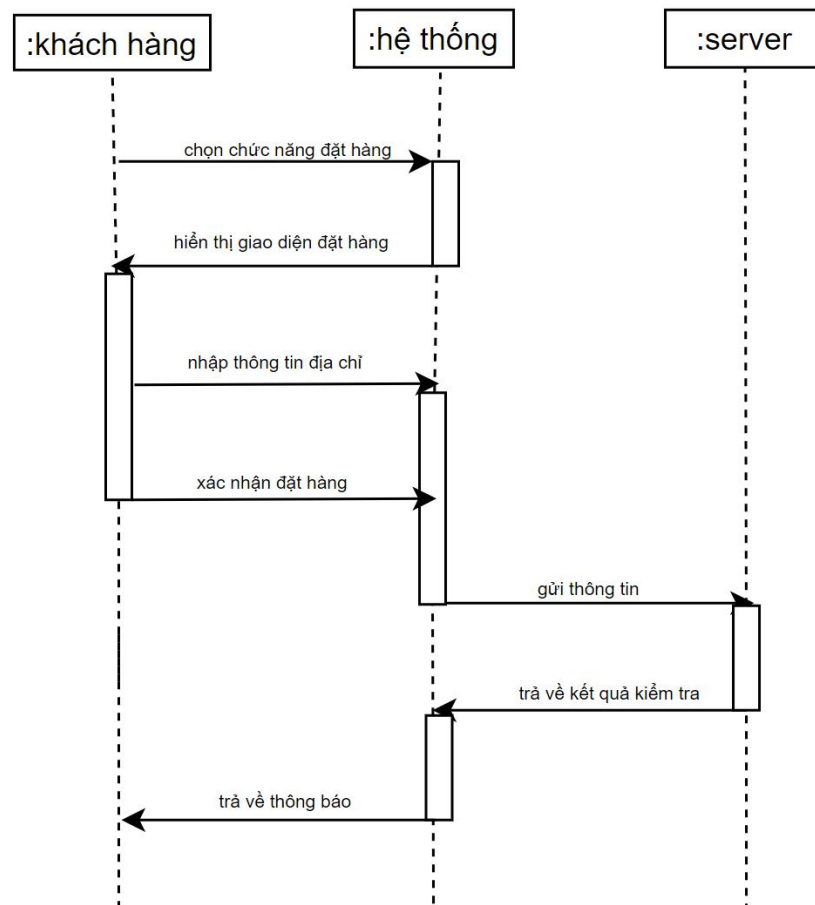 :khách hàng
:hệ thống
:server
chọn chức năng đặt hàng
hiển thị giao diện đặt hàng
nhập thông tin địa chỉ
xác nhận đặt hàng
gửi thông tin
trả về kết quả kiểm tra
trả về thông báo